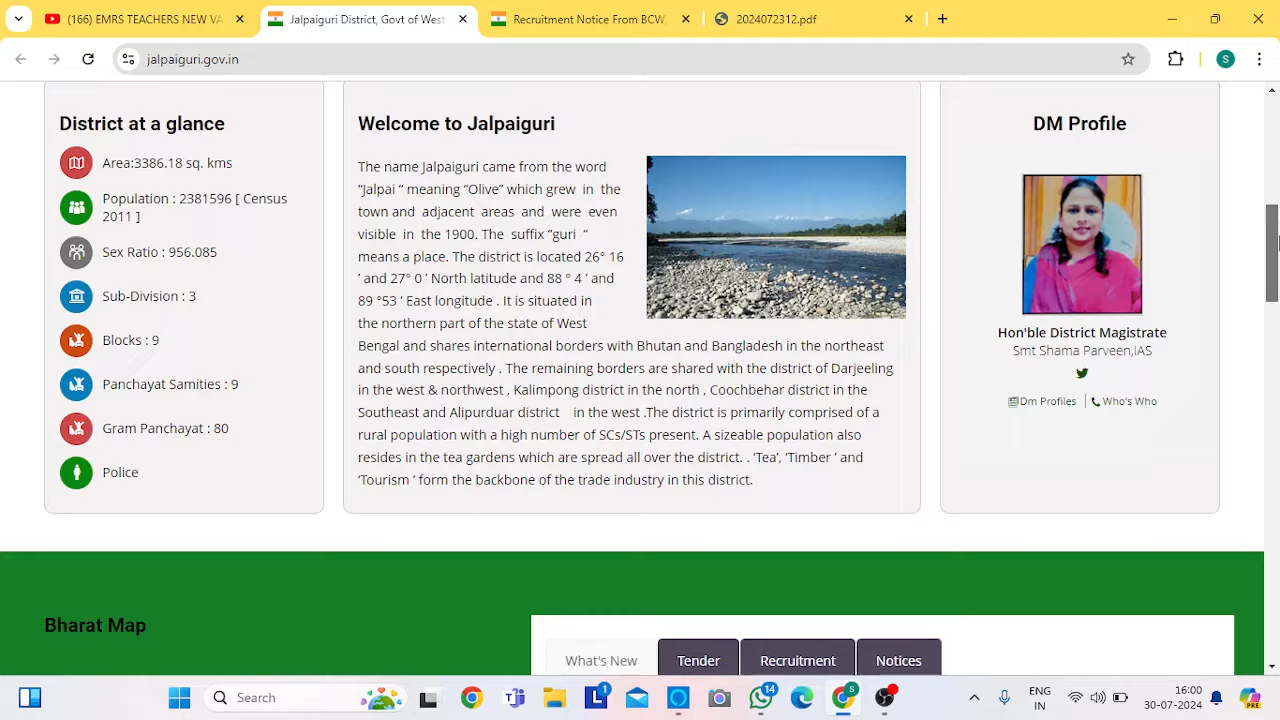 (166) EMRS TEACHERS NEW VA
Jalpaiguri District, Govt of West
Recruitment Notice From BCW,
2024072312.pdf
jalpaiguri.gov.in
S
District at a glance
Area:3386.18 sq. kms
Population : 2381596 [ Census
2011 ]
Sex Ratio : 956.085
Sub-Division : 3
Blocks : 9
Panchayat Samities : 9
Gram Panchayat : 80
Police
Welcome to Jalpaiguri
The name Jalpaiguri came from the word
“Jalpai “ meaning “Olive” which grew in the
town and adjacent areas and were even
visible in the 1900. The suffix “guri “
means a place. The district is located 26° 16
‘ and 27° 0 ‘ North latitude and 88 ° 4 ‘ and
89 °53 ‘ East longitude . It is situated in
the northern part of the state of West
Bengal and shares international borders with Bhutan and Bangladesh in the northeast
and south respectively . The remaining borders are shared with the district of Darjeeling
in the west & northwest , Kalimpong district in the north , Coochbehar district in the
Southeast and Alipurduar district in the west .The district is primarily comprised of a
rural population with a high number of SCs/STs present. A sizeable population also
resides in the tea gardens which are spread all over the district. . ‘Tea’, ‘Timber ’ and
‘Tourism ’ form the backbone of the trade industry in this district.
DM Profile
Hon'ble District Magistrate
Smt Shama Parveen,IAS
Dm Profiles
Who's Who
Bharat Map
What's New
Tender
Recruitment
Notices
Search
1
14
S
ENG
IN
16:00
30-07-2024
PRE